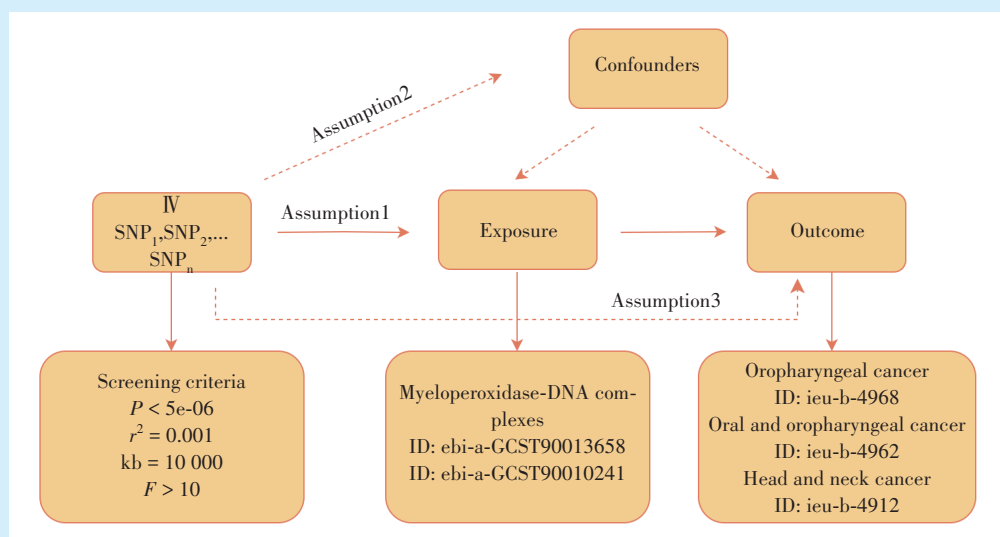 Confounders
Assumption2
Ⅳ
SNP₁,SNP₂,...
SNPₙ
Assumption1
Exposure
Outcome
Assumption3
Screening criteria
P < 5e-06
r² = 0.001
kb = 10 000
F > 10
Myeloperoxidase-DNA com-
plexes
ID: ebi-a-GCST90013658
ID: ebi-a-GCST90010241
Oropharyngeal cancer
ID: ieu-b-4968
Oral and oropharyngeal cancer
ID: ieu-b-4962
Head and neck cancer
ID: ieu-b-4912